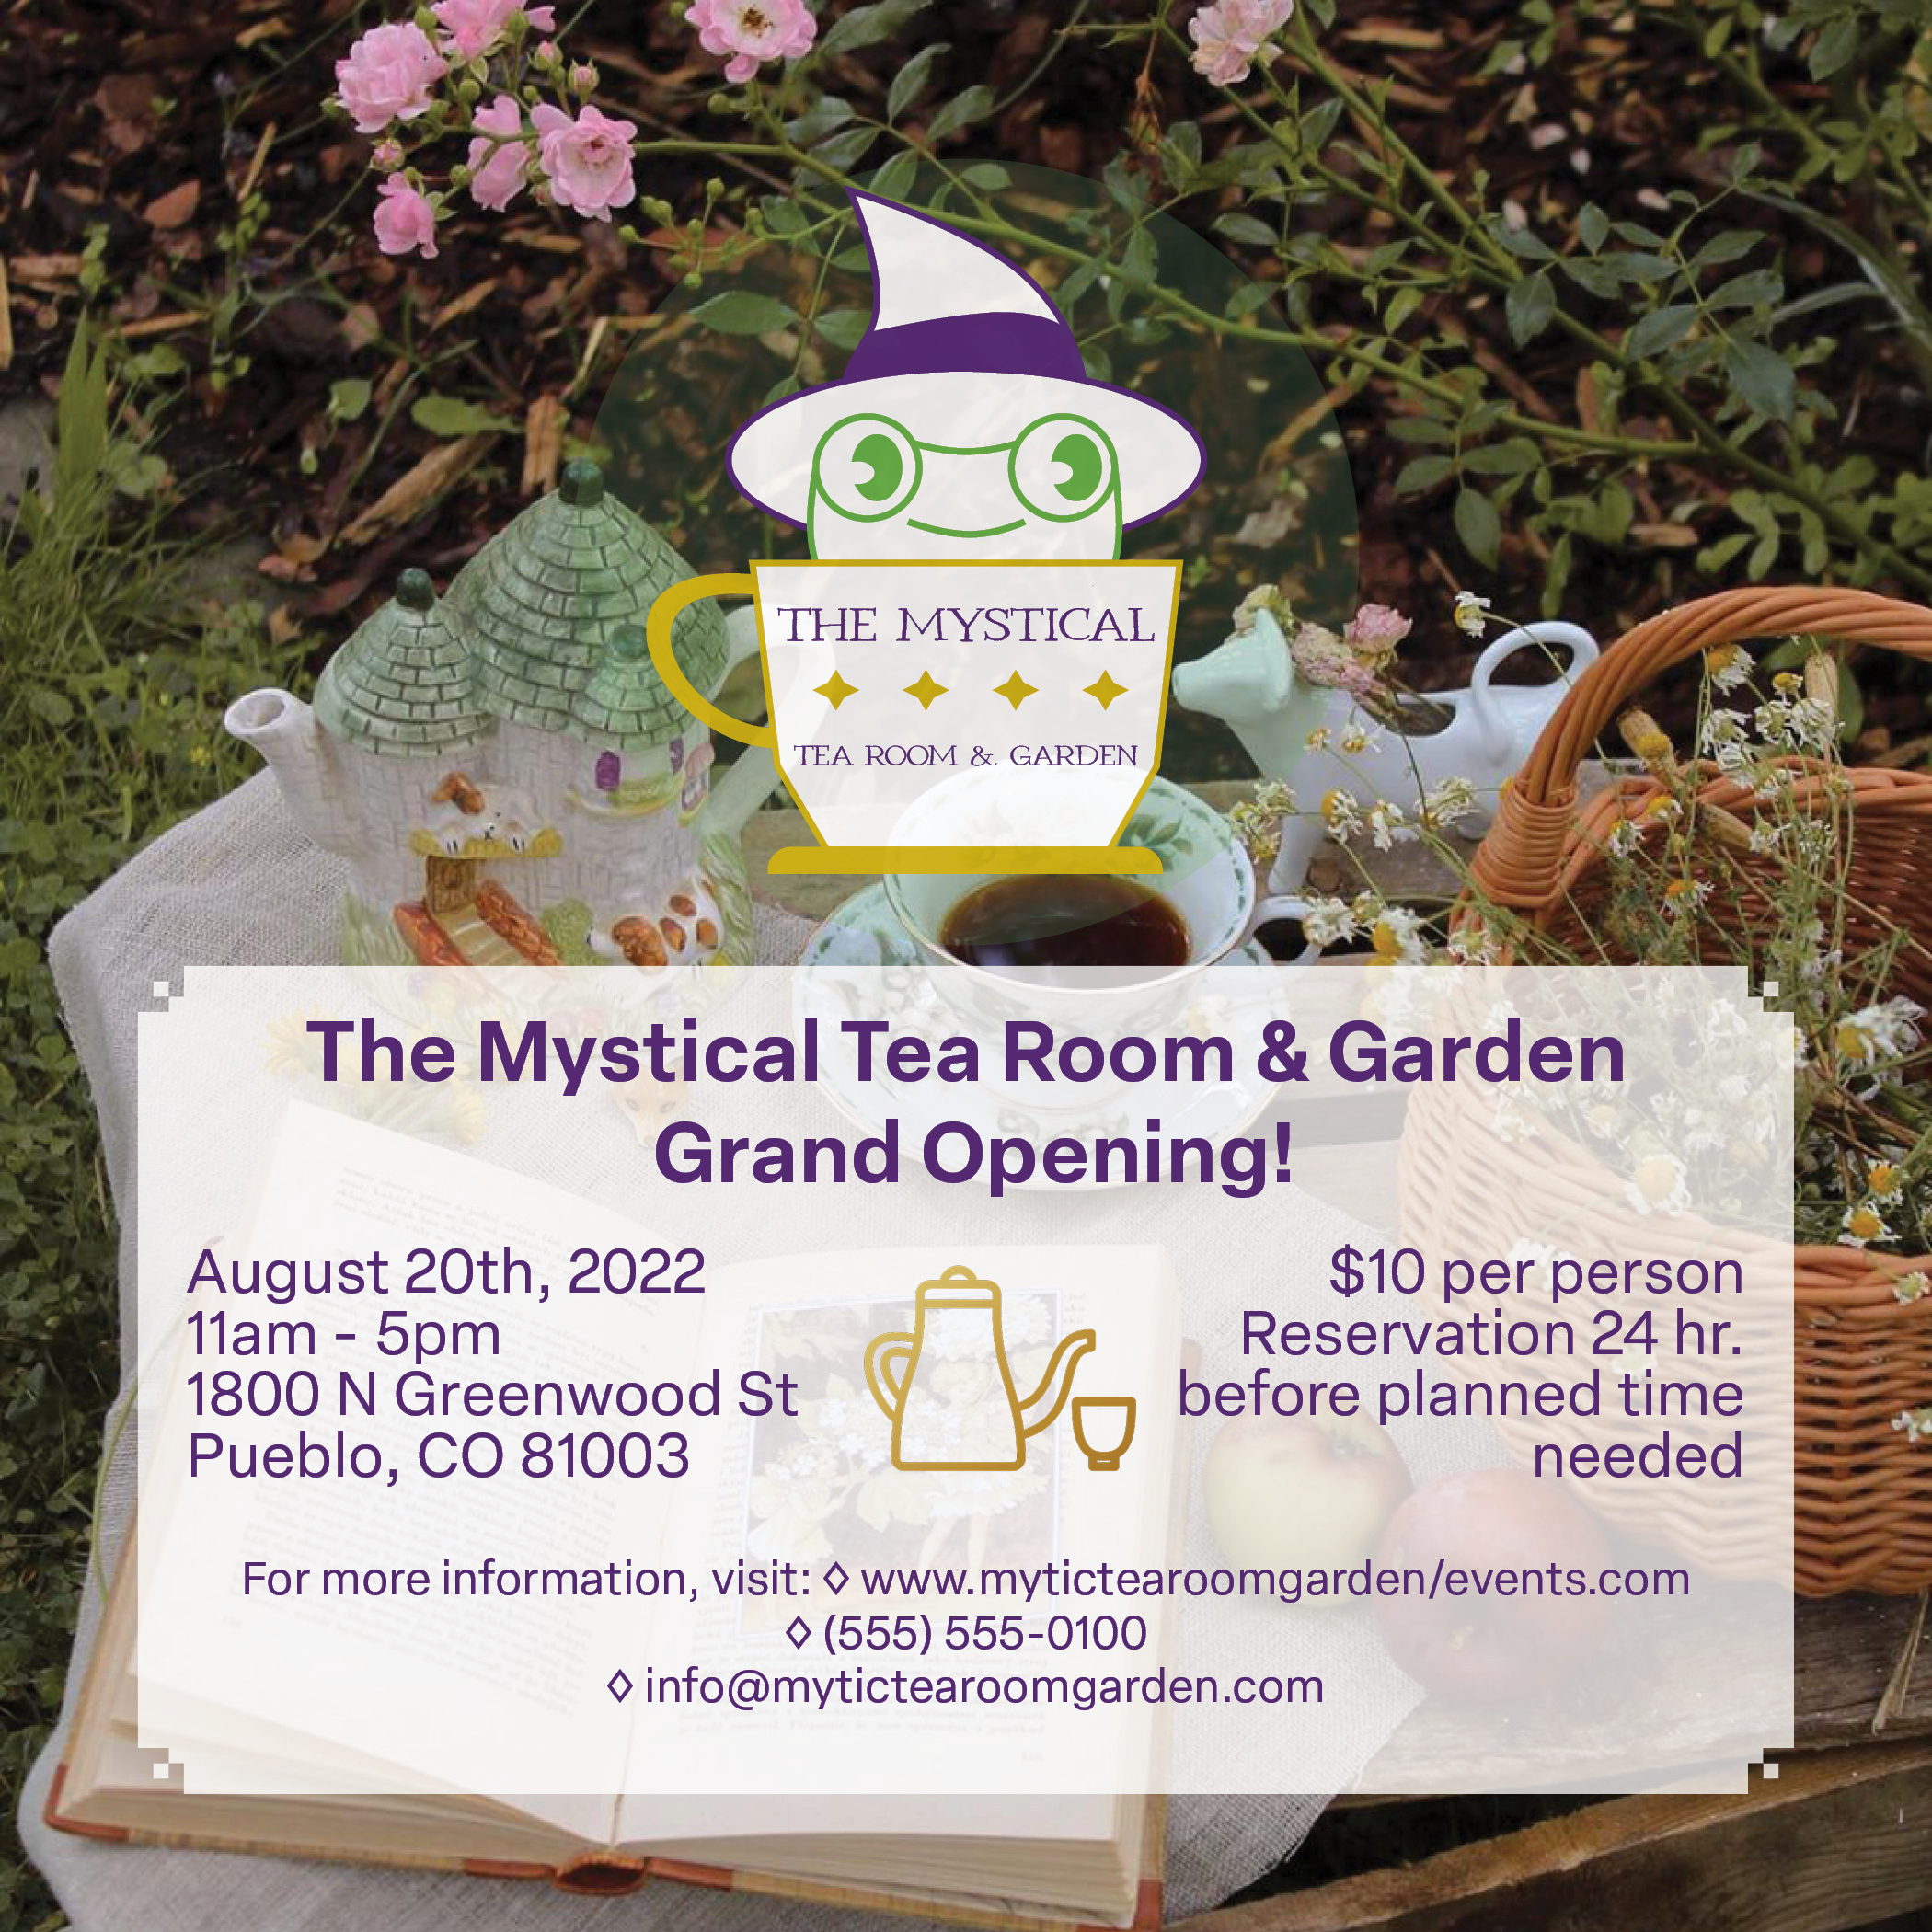 THE MYSTICAL
TEA ROOM & GARDEN
The Mystical Tea Room & Garden
Grand Opening!
August 20th, 2022
11am - 5pm
1800 N Greenwood St
Pueblo, CO 81003
$10 per person
Reservation 24 hr.
before planned time
needed
For more information, visit: ◊ www.mytictearoomgarden/events.com
◊ (555) 555-0100
◊ info@mytictearoomgarden.com